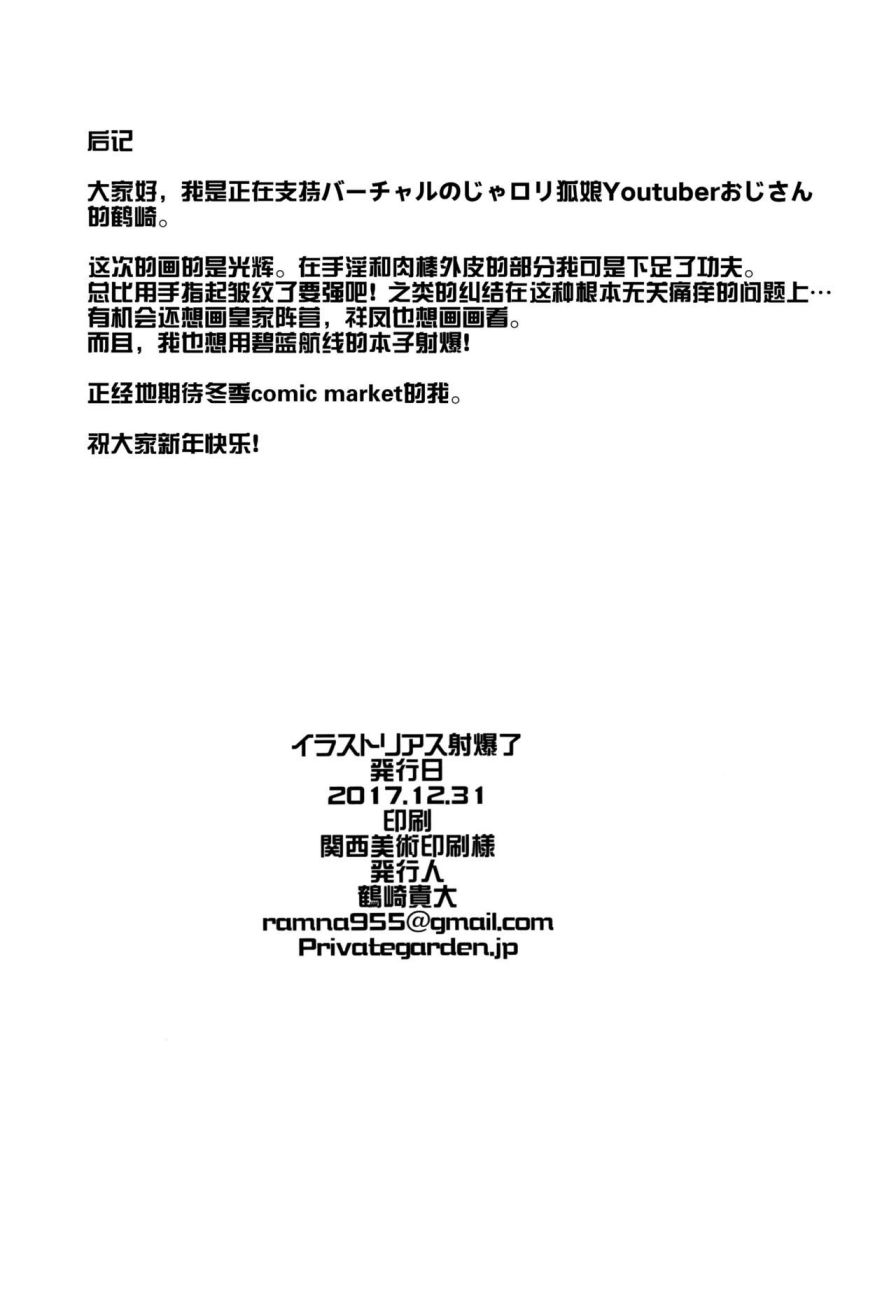 后记
大家好，我是正在支持バーチャルのじゃロリ狐娘Youtuberおじさん
的鹤崎。
这次的画的是光辉。在手淫和肉棒外皮的部分我可是下足了功夫。
总比用手指起皱纹了要强吧！之类的纠结在这种根本无关痛痒的问题上…
有机会还想画皇家阵营，祥凤也想画画看。
而且，我也想用碧蓝航线的本子射爆！
正经地期待冬季comic market的我。
祝大家新年快乐！
イラストリアス射爆了
発行日
2017.12.31
印刷
関西美術印刷様
発行人
鶴崎貴大
ramna955@gmail.com
Privategarden.jp